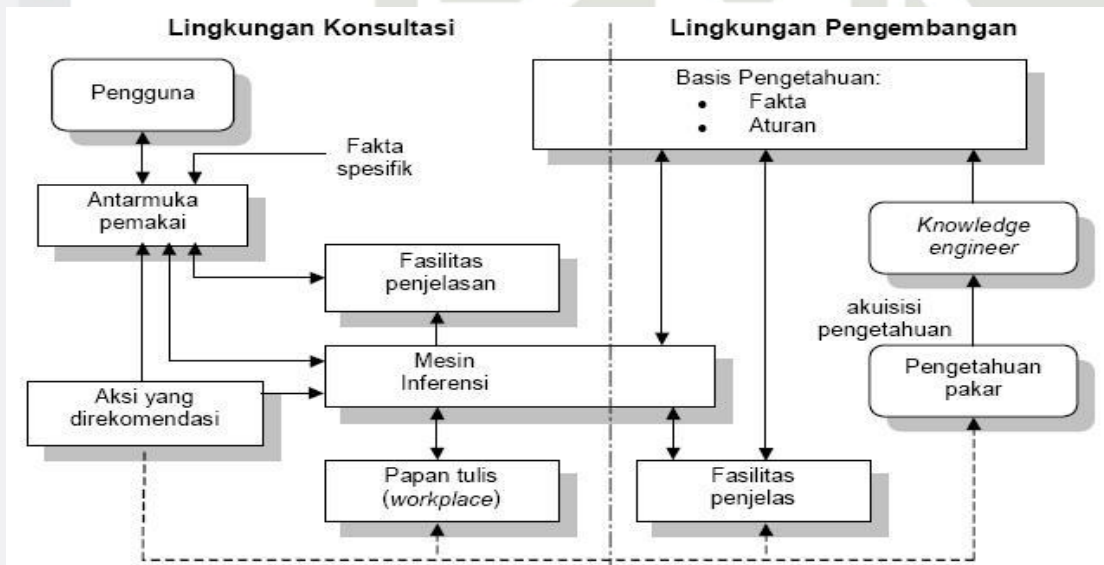 Lingkungan Konsultasi
Lingkungan Pengembangan
Pengguna
Basis Pengetahuan:
• Fakta
• Aturan
Fakta
spesifik
Antarmuka
pemakai
Knowledge
engineer
Fasilitas
penjelasan
akuisisi
pengetahuan
Mesin
Inferensi
Pengetahuan
pakar
Aksi yang
direkomendasi
Papan tulis
(workplace)
Fasilitas
penjelas